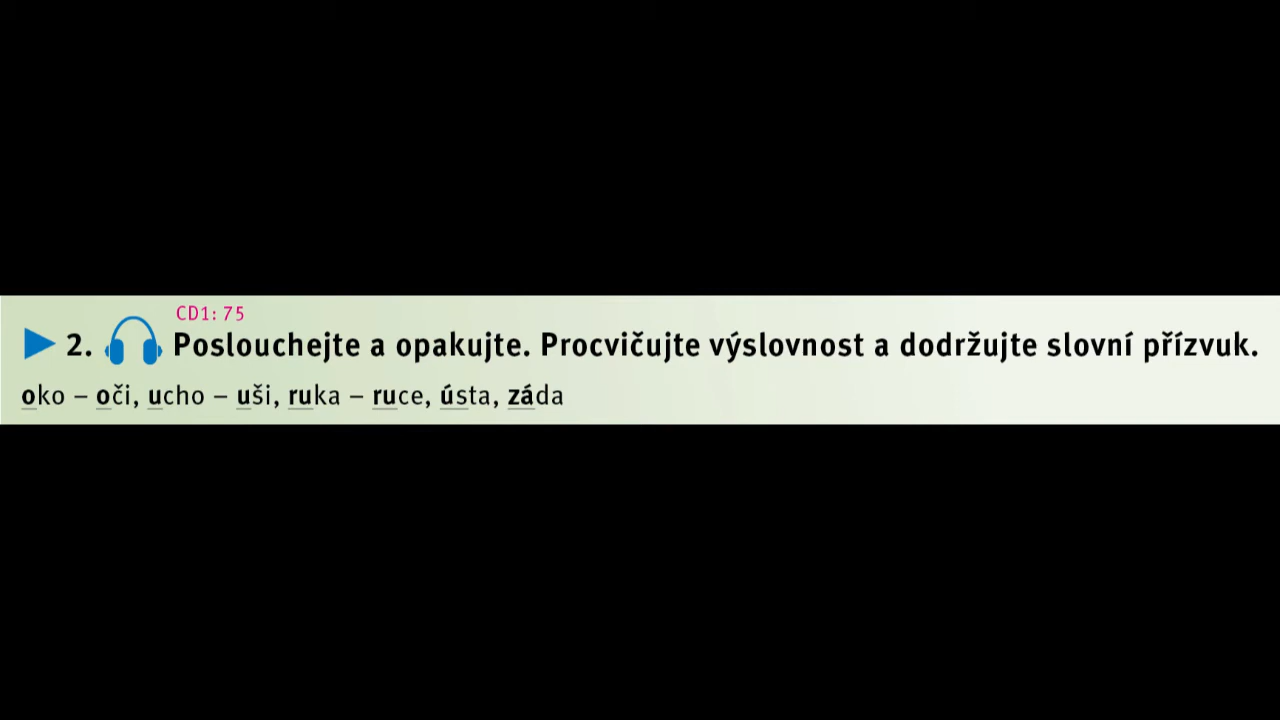 CD1: 75
2. Poslouchejte a opakujte. Procvičujte výslovnost a dodržujte slovní přízvuk.
oko – oči, ucho – uši, ruka – ruce, ústa, záda